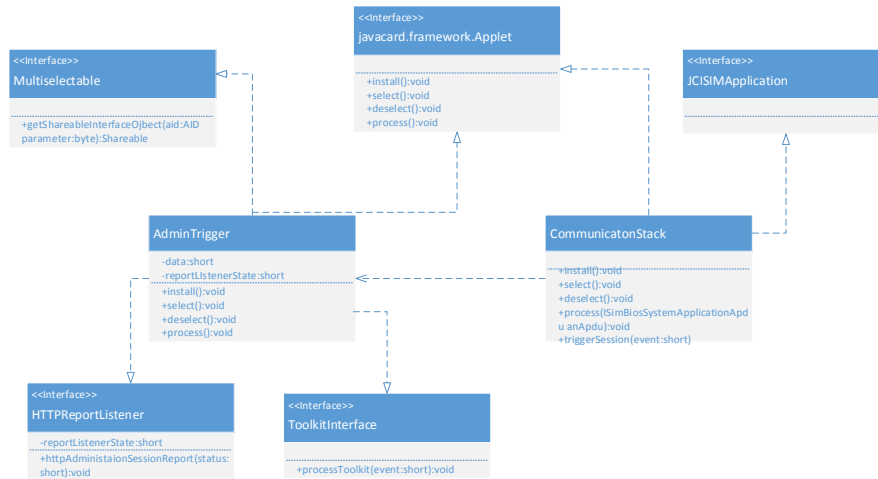 <<Interface>>
javacard.framework.Applet
+install():void
+select():void
+deselect():void
+process():void
<<Interface>>
Multiselectable
+getShareableInterfaceOjbect(aid:AID
parameter:byte):Shareable
<<Interface>>
JCISIMApplication
AdminTrigger
-data:short
-reportLIstenerState:short
+install():void
+select():void
+deselect():void
+process():void
CommunicatonStack
+install():void
+select():void
+deselect():void
+process(ISimBiosSystemApplicationApd
u anApdu):void
+triggerSession(event:short)
<<Interface>>
HTTPReportListener
-reportListenerState:short
+httpAdministaionSessionReport(status:
short):void
<<Interface>>
ToolkitInterface
+processToolkit(event:short):void